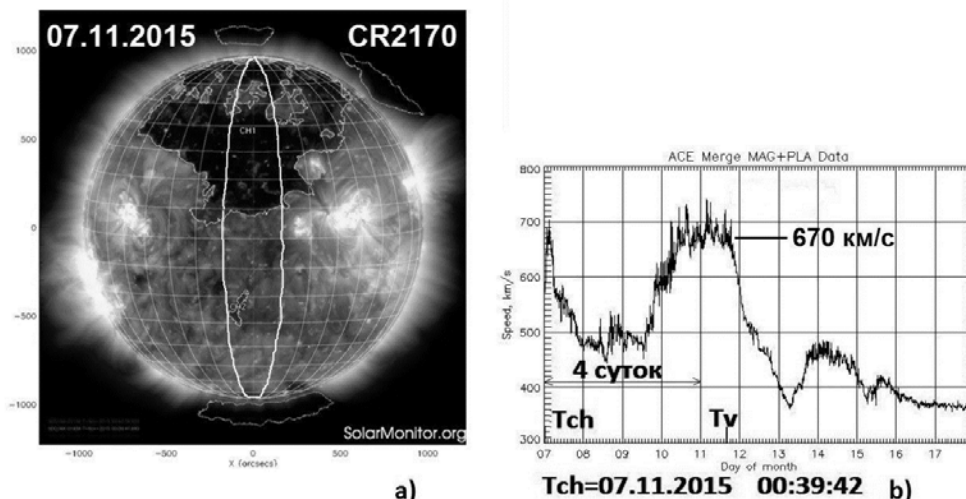 07.11.2015 CR2170
1000
500
0
-500
-1000
CH1
SolarMonitor.org
-1000 -500 0 500 1000
X (arcsecs)
a)
ACE Merge MAG+PLA Data
800
700
600
500
400
300
Speed, km/s
670 км/с
4 суток
Tch Tv
07 08 09 10 11 12 13 14 15 16 17
Day of month
Tch=07.11.2015 00:39:42 b)